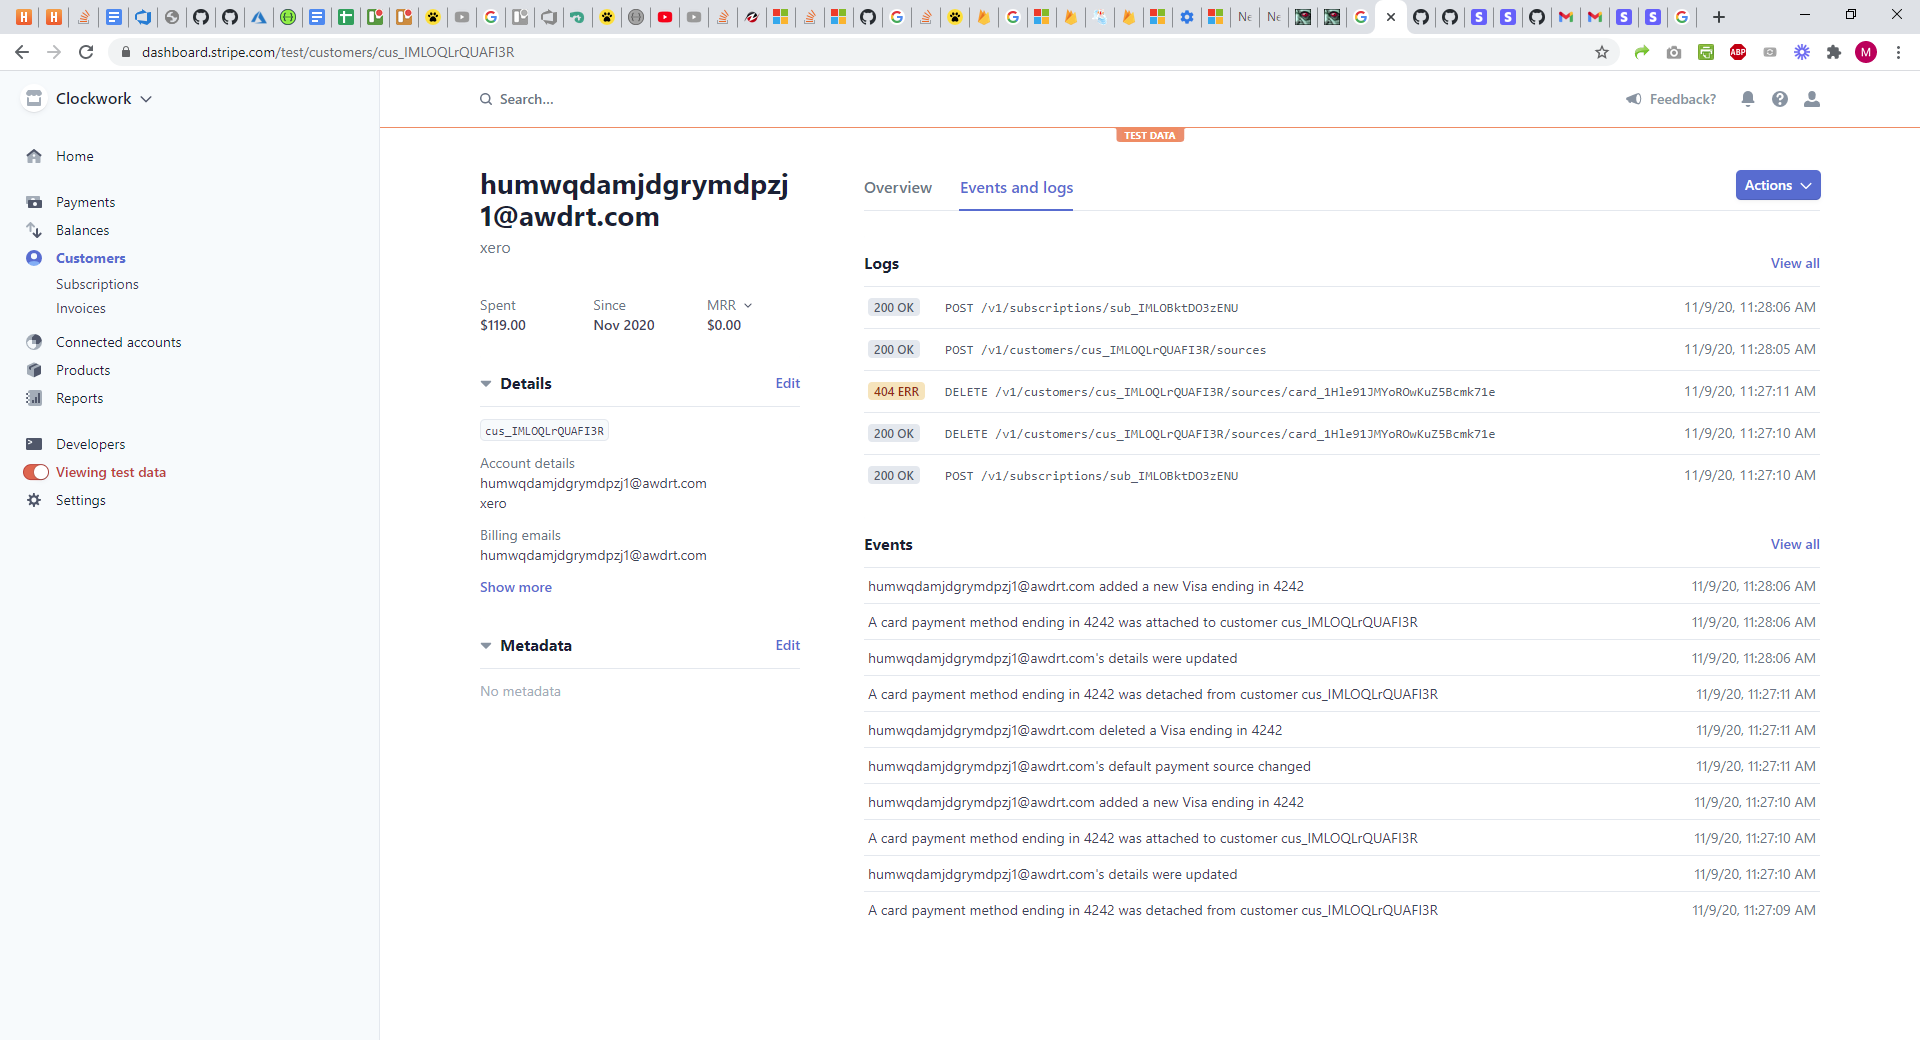 Ne
Ne
dashboard.stripe.com/test/customers/cus_IMLOQLrQUAFI3R
ABP
M
Clockwork
Search...
Feedback?
TEST DATA
Home
Payments
Balances
Customers
Subscriptions
Invoices
Connected accounts
Products
Reports
Developers
Viewing test data
Settings
humwqdamjdgrymdpzj
1@awdrt.com
xero
Spent
Since
MRR
$119.00
Nov 2020
$0.00
Details
Edit
cus_IMLOQLrQUAFI3R
Account details
humwqdamjdgrymdpzj1@awdrt.com
xero
Billing emails
humwqdamjdgrymdpzj1@awdrt.com
Show more
Metadata
Edit
No metadata
Overview
Events and logs
Actions
Logs
View all
200 OK POST /v1/subscriptions/sub_IMLOBktDO3zENU 11/9/20, 11:28:06 AM
200 OK POST /v1/customers/cus_IMLOQLrQUAFI3R/sources 11/9/20, 11:28:05 AM
404 ERR DELETE /v1/customers/cus_IMLOQLrQUAFI3R/sources/card_1Hle91JMYoROwKuZ5Bcmk71e 11/9/20, 11:27:11 AM
200 OK DELETE /v1/customers/cus_IMLOQLrQUAFI3R/sources/card_1Hle91JMYoROwKuZ5Bcmk71e 11/9/20, 11:27:10 AM
200 OK POST /v1/subscriptions/sub_IMLOBktDO3zENU 11/9/20, 11:27:10 AM
Events
View all
humwqdamjdgrymdpzj1@awdrt.com added a new Visa ending in 4242 11/9/20, 11:28:06 AM
A card payment method ending in 4242 was attached to customer cus_IMLOQLrQUAFI3R 11/9/20, 11:28:06 AM
humwqdamjdgrymdpzj1@awdrt.com's details were updated 11/9/20, 11:28:06 AM
A card payment method ending in 4242 was detached from customer cus_IMLOQLrQUAFI3R 11/9/20, 11:27:11 AM
humwqdamjdgrymdpzj1@awdrt.com deleted a Visa ending in 4242 11/9/20, 11:27:11 AM
humwqdamjdgrymdpzj1@awdrt.com's default payment source changed 11/9/20, 11:27:11 AM
humwqdamjdgrymdpzj1@awdrt.com added a new Visa ending in 4242 11/9/20, 11:27:10 AM
A card payment method ending in 4242 was attached to customer cus_IMLOQLrQUAFI3R 11/9/20, 11:27:10 AM
humwqdamjdgrymdpzj1@awdrt.com's details were updated 11/9/20, 11:27:10 AM
A card payment method ending in 4242 was detached from customer cus_IMLOQLrQUAFI3R 11/9/20, 11:27:09 AM